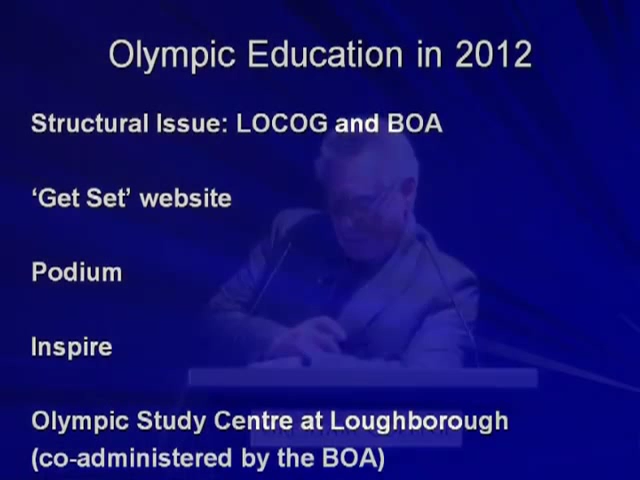 Olympic Education in 2012
Structural Issue: LOCOG and BOA
‘Get Set’ website
Podium
Inspire
Olympic Study Centre at Loughborough
(co-administered by the BOA)